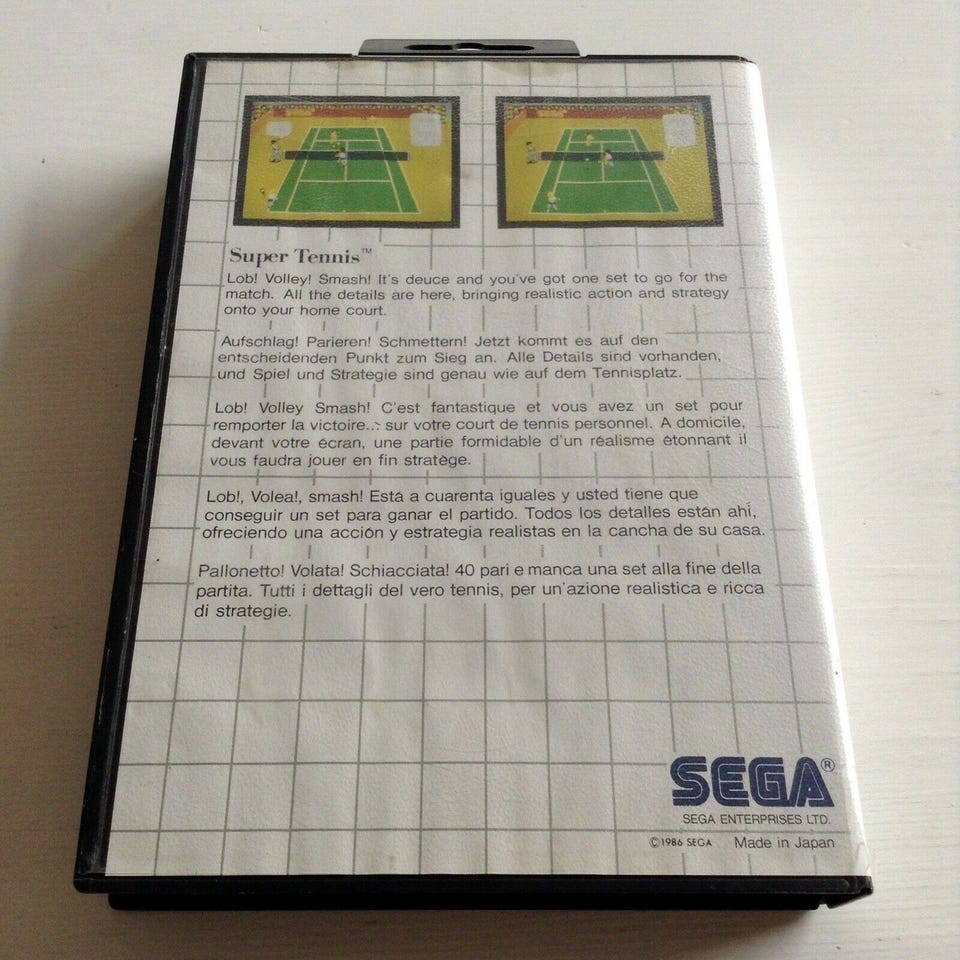 Super Tennis™
Lob! Volley! Smash! It's deuce and you've got one set to go for the
match. All the details are here, bringing realistic action and strategy
onto your home court.
Aufschlag! Parieren! Schmettern! Jetzt kommt es auf den
entscheidenden Punkt zum Sieg an. Alle Details sind vorhanden,
und Spiel und Strategie sind genau wie auf dem Tennisplatz.
Lob! Volley Smash! C'est fantastique et vous avez un set pour
remporter la victoire... sur votre court de tennis personnel. A domicile,
devant votre écran, une partie formidable d'un réalisme étonnant il
vous faudra jouer en fin stratège.
Lob!, Volea!, smash! Está a cuarenta iguales y usted tiene que
conseguir un set para ganar el partido. Todos los detalles están ahí,
ofreciendo una acción y estrategia realistas en la cancha de su casa.
Pallonetto! Volata! Schiacciata! 40 pari e manca una set alla fine della
partita. Tutti i dettagli del vero tennis, per un'azione realistica e ricca
di strategie.
SEGA®
SEGA ENTERPRISES LTD.
©1986 SEGA Made in Japan